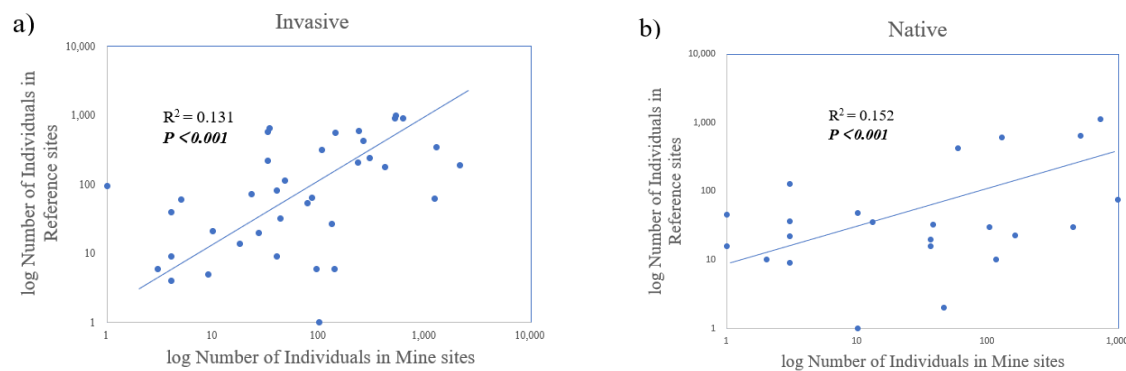 a)
Invasive
log Number of Individuals in
Reference sites
10,000
1,000
100
10
1
R² = 0.131
P <0.001
1
10
100
1,000
10,000
log Number of Individuals in Mine sites
b)
Native
log Number of Individuals in
Reference sites
10,000
1,000
100
10
1
R² = 0.152
P <0.001
1
10
100
1,000
log Number of Individuals in Mine sites